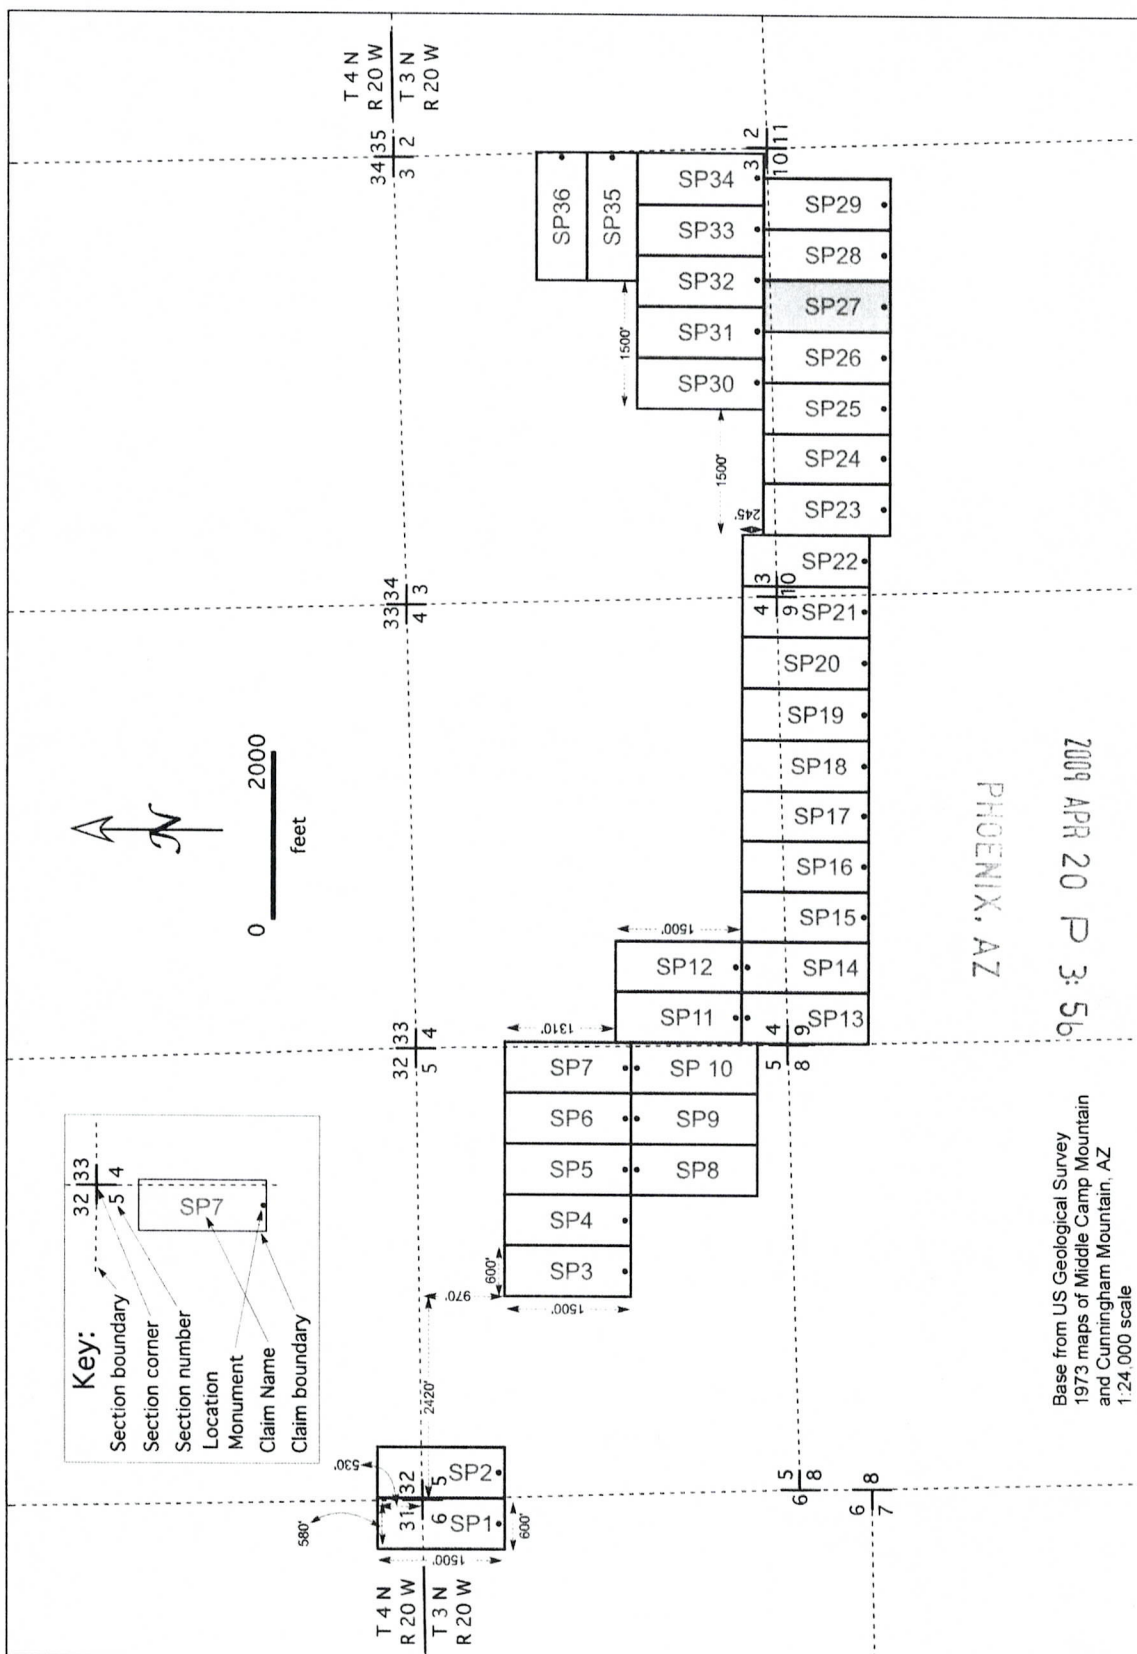 T 4 N
R 20 W
T 3 N
R 20 W
34 35
3 2
33 34
4 3
32 33
5 4
31 32
6 5
T 4 N
R 20 W
T 3 N
R 20 W
0 2000
feet
N
Key:
Section boundary
Section corner
Section number
Location
Monument
Claim Name
Claim boundary
32 33
5 4
SP7
SP1
SP2
580'
530'
1500'
600'
2420'
970'
1500'
600'
SP3
SP4
SP5
SP6
SP7
SP8
SP9
SP 10
1310'
SP11
SP12
1500'
SP13
SP14
SP15
SP16
SP17
SP18
SP19
SP20
SP21
SP22
245'
SP23
SP24
SP25
SP26
SP27
SP28
SP29
1500'
1500'
SP30
SP31
SP32
SP33
SP34
SP35
SP36
3 2
10 11
4 3
9 10
5 4
8 9
5
6 8
6 8
7
PHOENIX, AZ
2009 APR 20 P 3:56
Base from US Geological Survey
1973 maps of Middle Camp Mountain
and Cunningham Mountain, AZ
1:24,000 scale